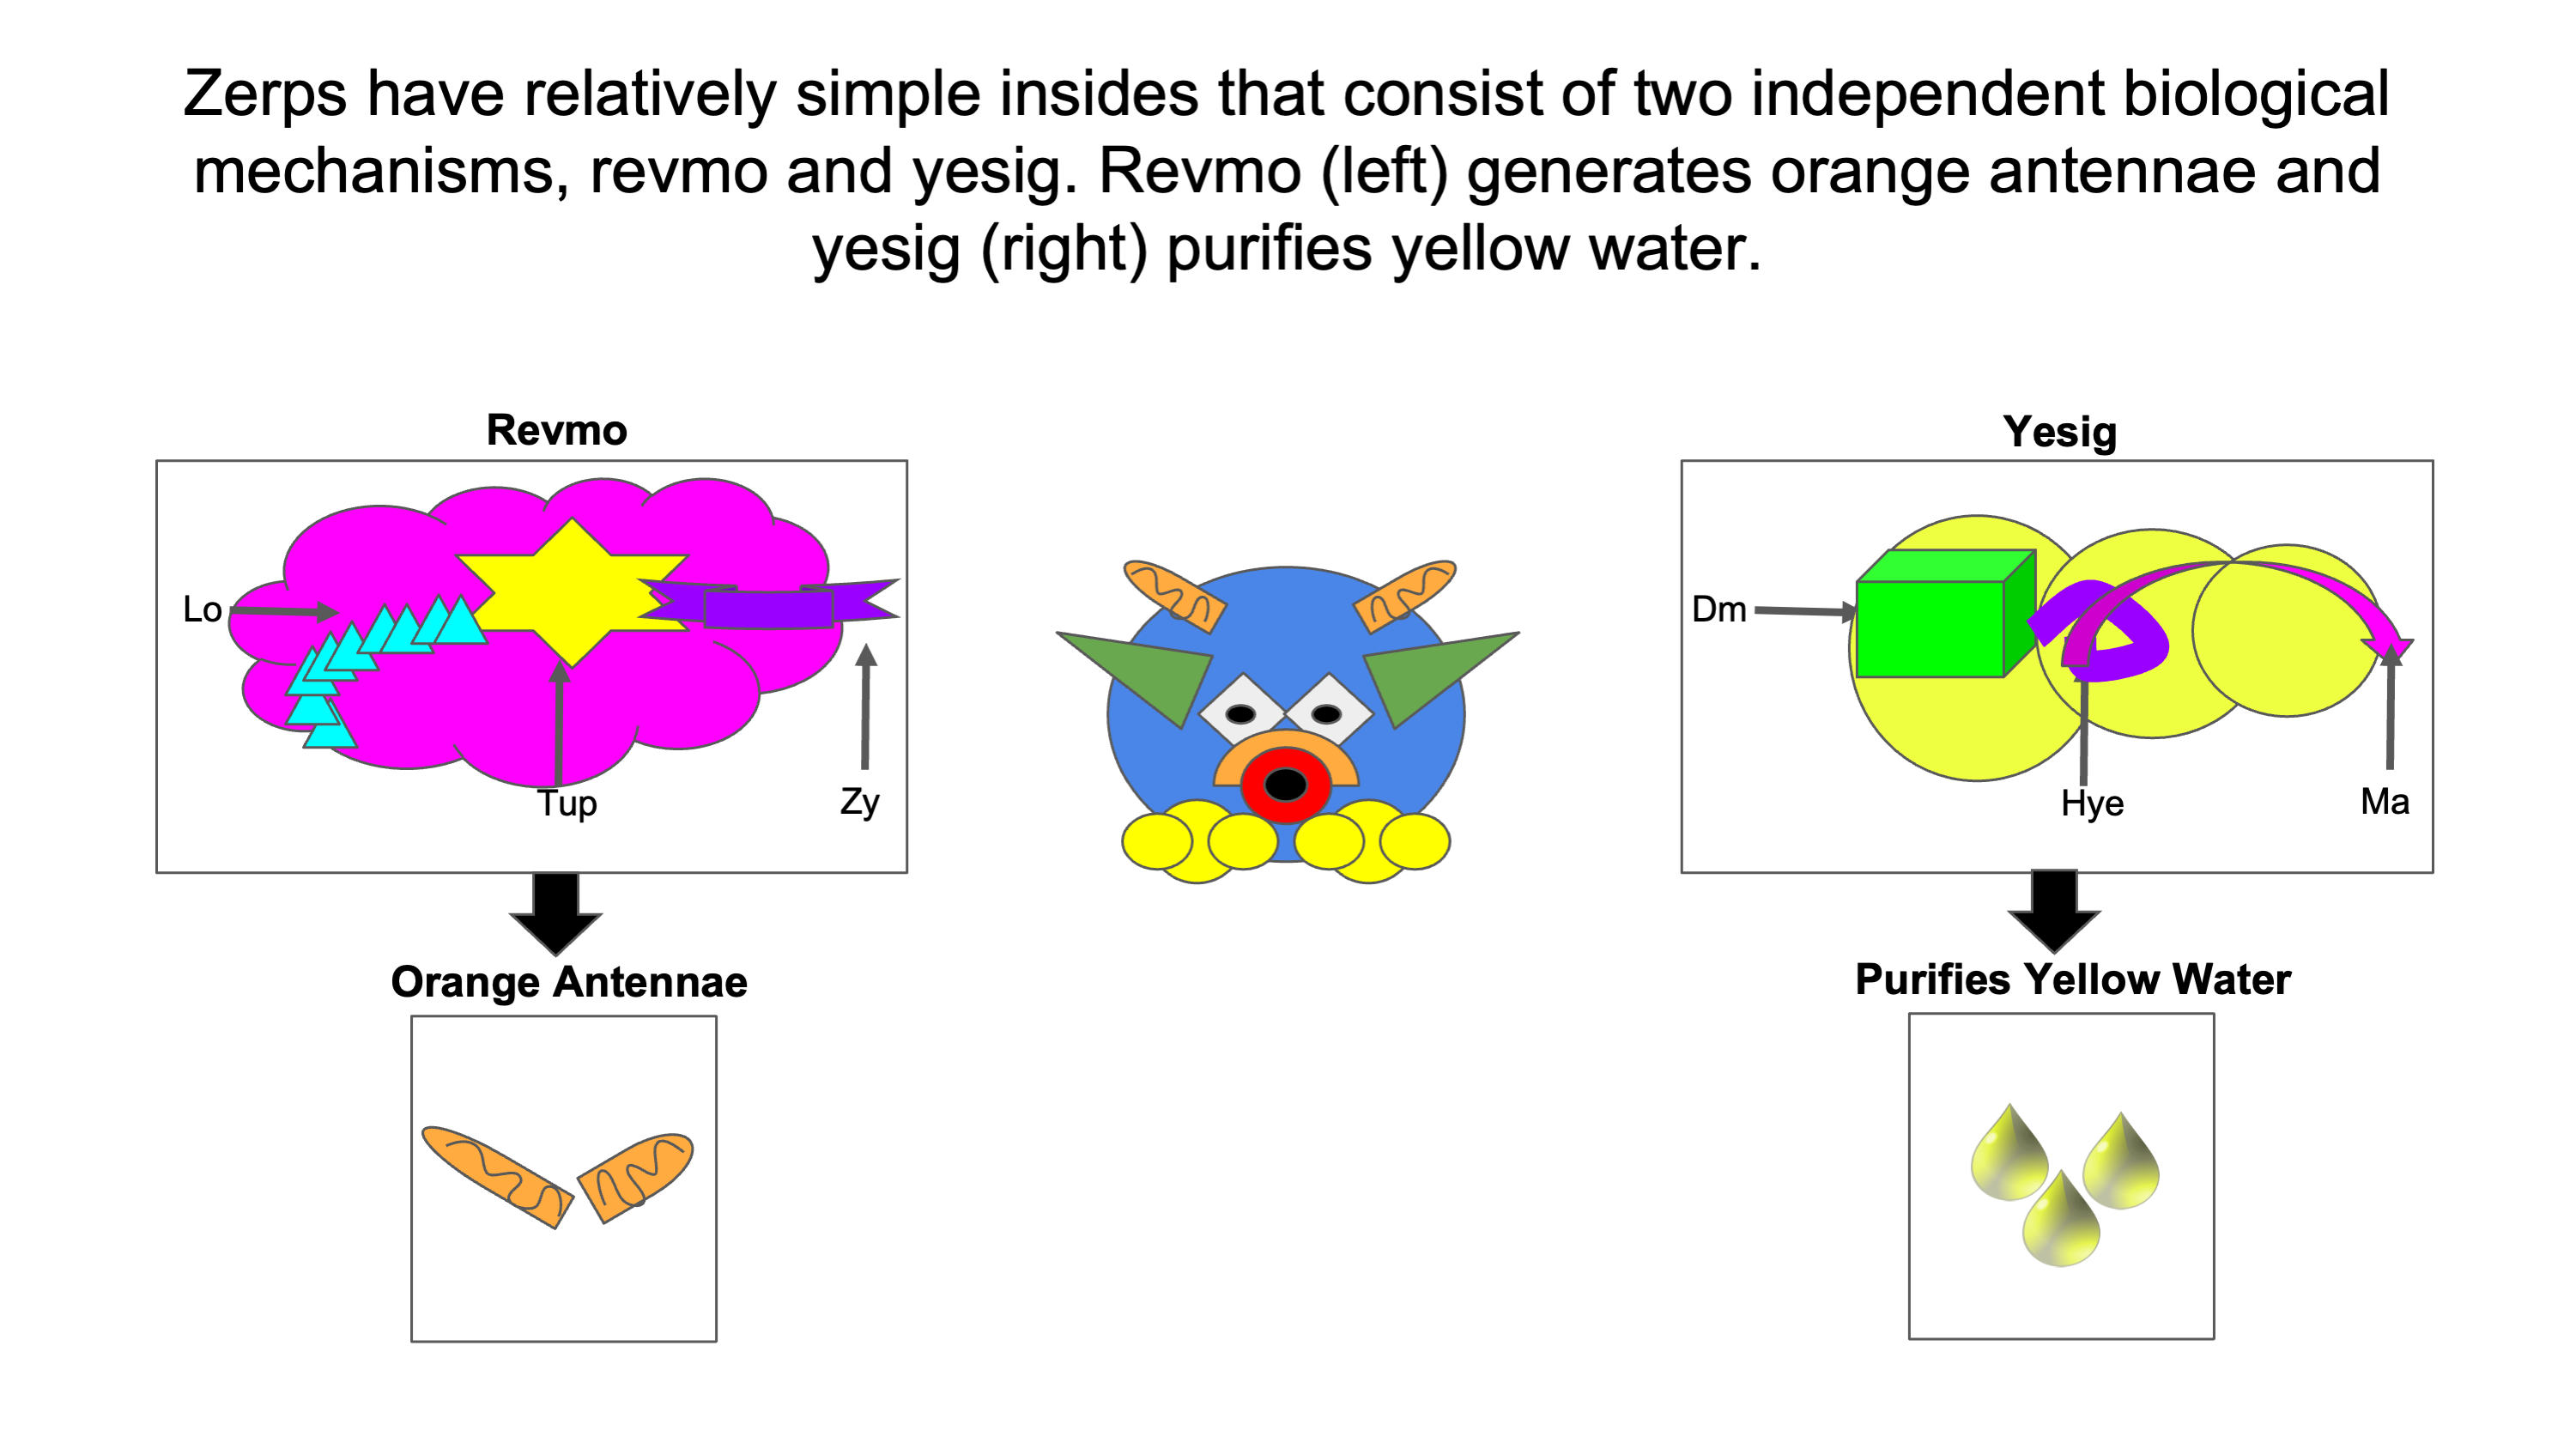 Zerps have relatively simple insides that consist of two independent biological
mechanisms, revmo and yesig. Revmo (left) generates orange antennae and
yesig (right) purifies yellow water.
Revmo
Lo
Tup
Zy
Orange Antennae
Yesig
Dm
Hye
Ma
Purifies Yellow Water